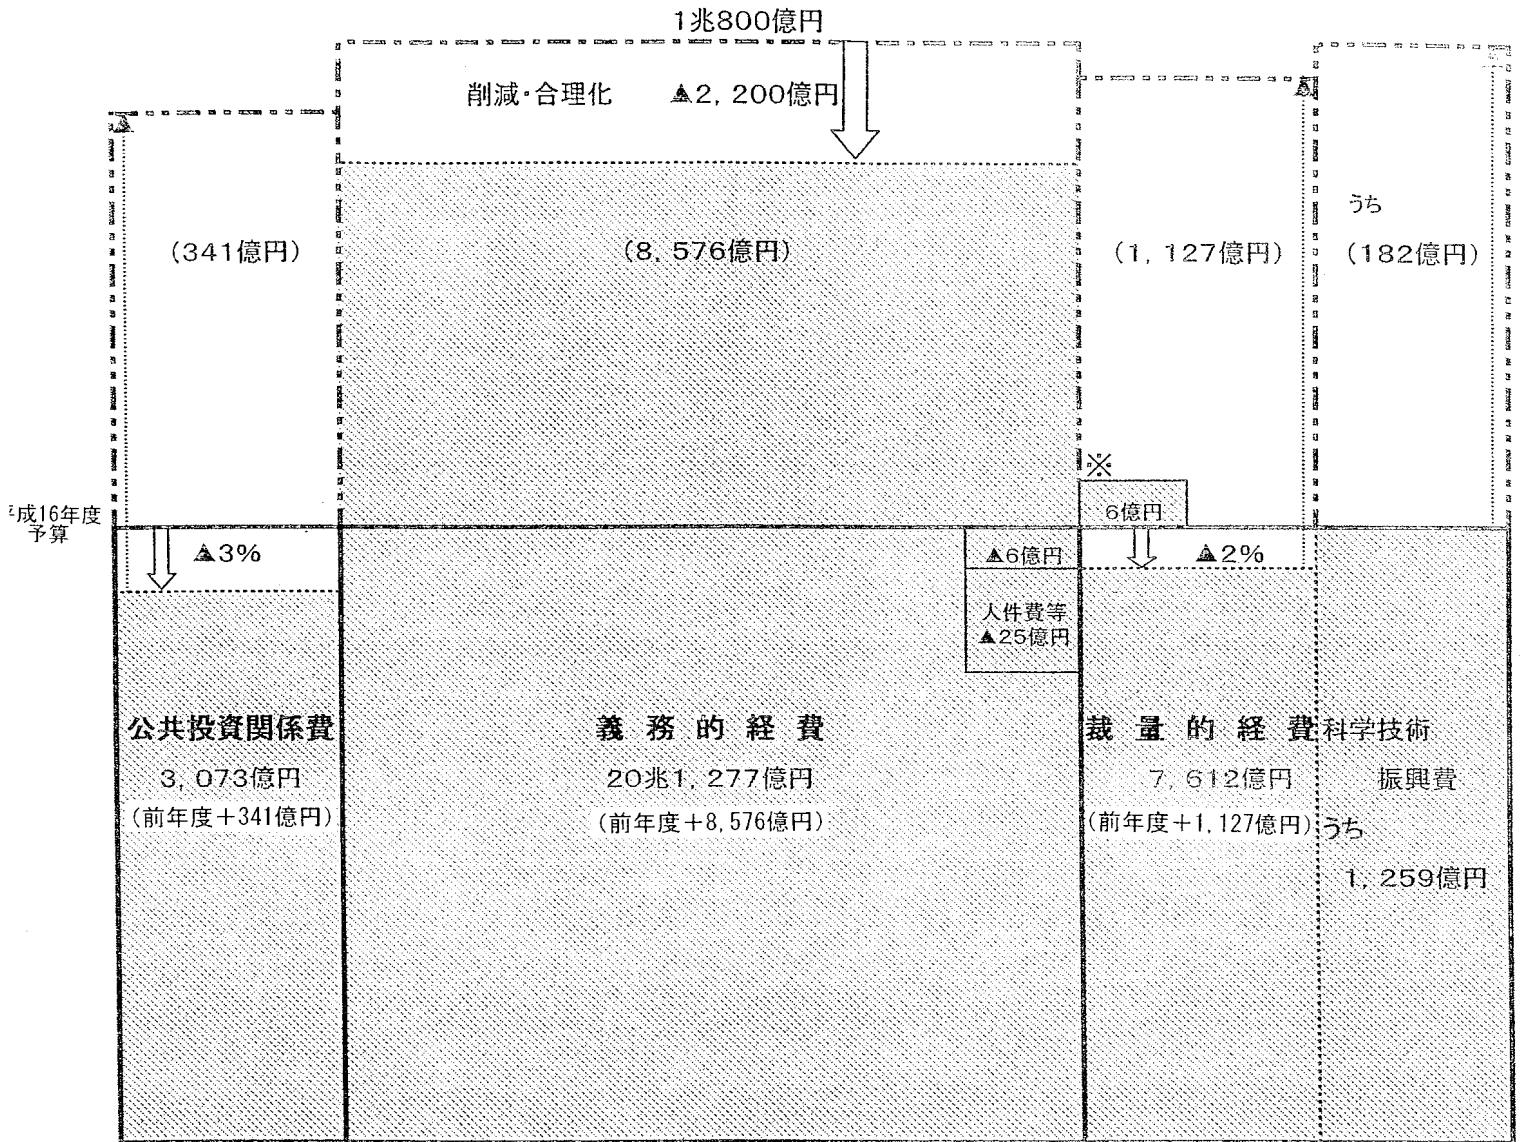 1兆800億円
削減・合理化 ▲2,200億円
(341億円)
(8,576億円)
(1,127億円)
うち
(182億円)
※
6億円
成16年度
予算
▲3%
▲6億円
▲2%
人件費等
▲25億円
公共投資関係費
3,073億円
(前年度+341億円)
義務的経費
20兆1,277億円
(前年度+8,576億円)
裁量的経費
7,612億円
(前年度+1,127億円)
科学技術
振興費
うち
1,259億円